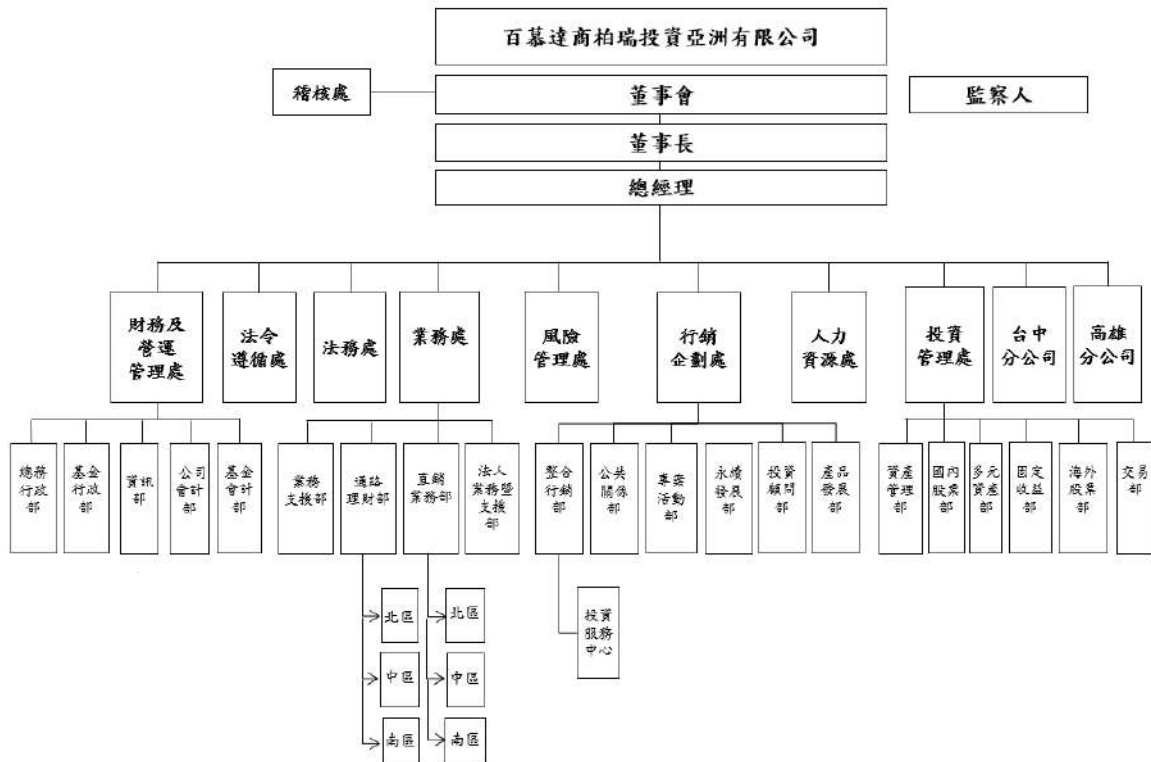 百慕達商柏瑞投資亞洲有限公司
稽核處
董事會
監察人
董事長
總經理
財務及
營運
管理處
法令
遵循處
法務處
業務處
風險
管理處
行銷
企劃處
人力
資源處
投資
管理處
台中
分公司
高雄
分公司
總務
行政
部
基金
行政
部
資訊
部
公司
會計
部
基金
會計
部
業務
支援部
通路
理財部
直銷
業務部
法人
業務暨
支援
部
整合
行銷
部
公共
關係
部
專案
活動
部
永續
發展
部
投資
顧問
部
產品
發展
部
資產
管理
部
國內
股票
部
多元
資產
部
固定
收益
部
海外
股票
部
交易
部
北區
中區
南區
北區
中區
南區
投資
服務
中心